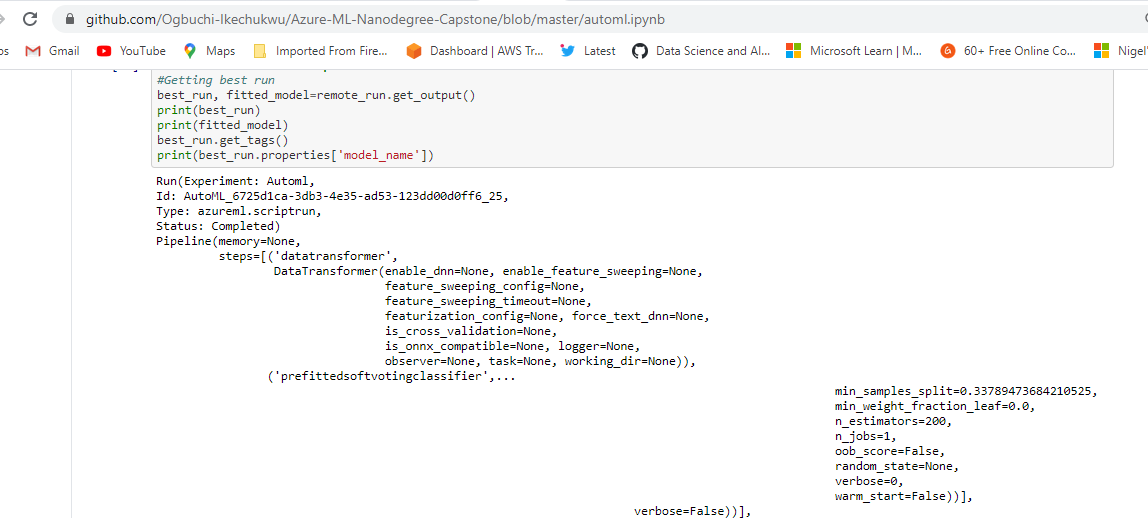 github.com/Ogbuchi-Ikechukwu/Azure-ML-Nanodegree-Capstone/blob/master/automl.ipynb
Gmail YouTube Maps Imported From Fire... Dashboard | AWS Tr... Latest Data Science and Al... Microsoft Learn | M... 60+ Free Online Co... Nigel'
#Getting best run
best_run, fitted_model=remote_run.get_output()
print(best_run)
print(fitted_model)
best_run.get_tags()
print(best_run.properties['model_name'])
Run(Experiment: Automl,
Id: AutoML_6725d1ca-3db3-4e35-ad53-123dd00d0ff6_25,
Type: azureml.scriptrun,
Status: Completed)
Pipeline(memory=None,
steps=[('datatransformer',
DataTransformer(enable_dnn=None, enable_feature_sweeping=None,
feature_sweeping_config=None,
feature_sweeping_timeout=None,
featurization_config=None, force_text_dnn=None,
is_cross_validation=None,
is_onnx_compatible=None, logger=None,
observer=None, task=None, working_dir=None)),
('prefittedsoftvotingclassifier',...
min_samples_split=0.33789473684210525,
min_weight_fraction_leaf=0.0,
n_estimators=200,
n_jobs=1,
oob_score=False,
random_state=None,
verbose=0,
warm_start=False))],
verbose=False))],